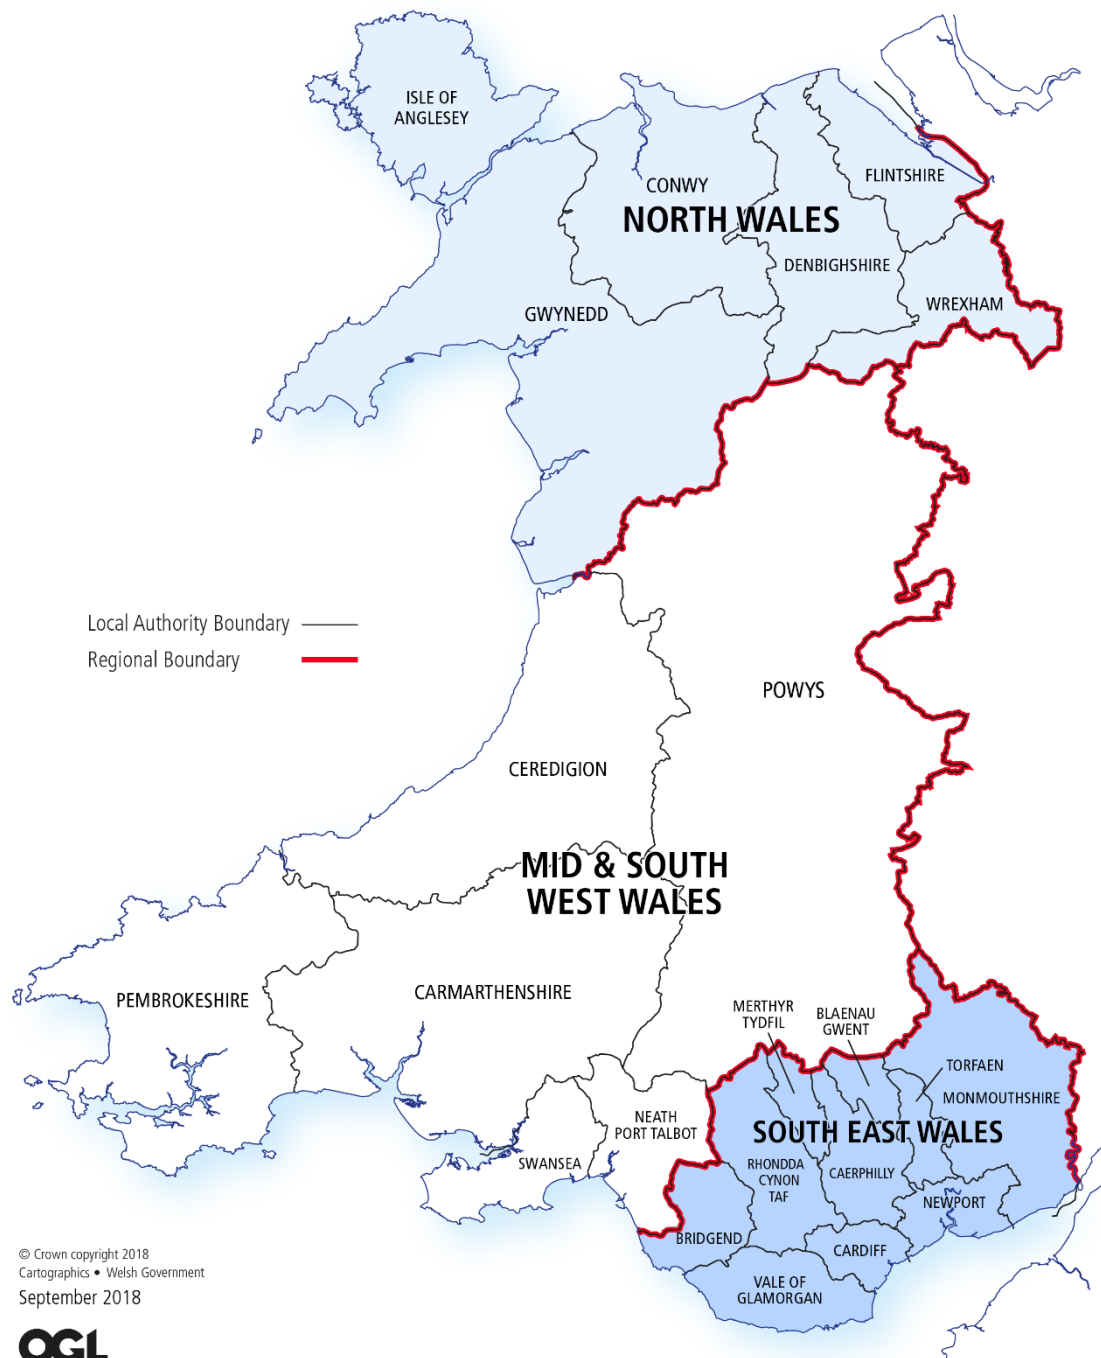 ISLE OF
ANGLESEY
FLINTSHIRE
CONWY
NORTH WALES
DENBIGHSHIRE
WREXHAM
GWYNEDD
Local Authority Boundary
Regional Boundary
POWYS
CEREDIGION
MID & SOUTH
WEST WALES
PEMBROKESHIRE
CARMARTHENSHIRE
MERTHYR
TYDFIL
BLAENAU
GWENT
TORFAEN
MONMOUTHSHIRE
NEATH
PORT TALBOT
SOUTH EAST WALES
SWANSEA
RHONDDA
CYNON
TAF
CAERPHILLY
NEWPORT
BRIDGEND
CARDIFF
VALE OF
GLAMORGAN
© Crown copyright 2018
Cartographics • Welsh Government
September 2018
OGL